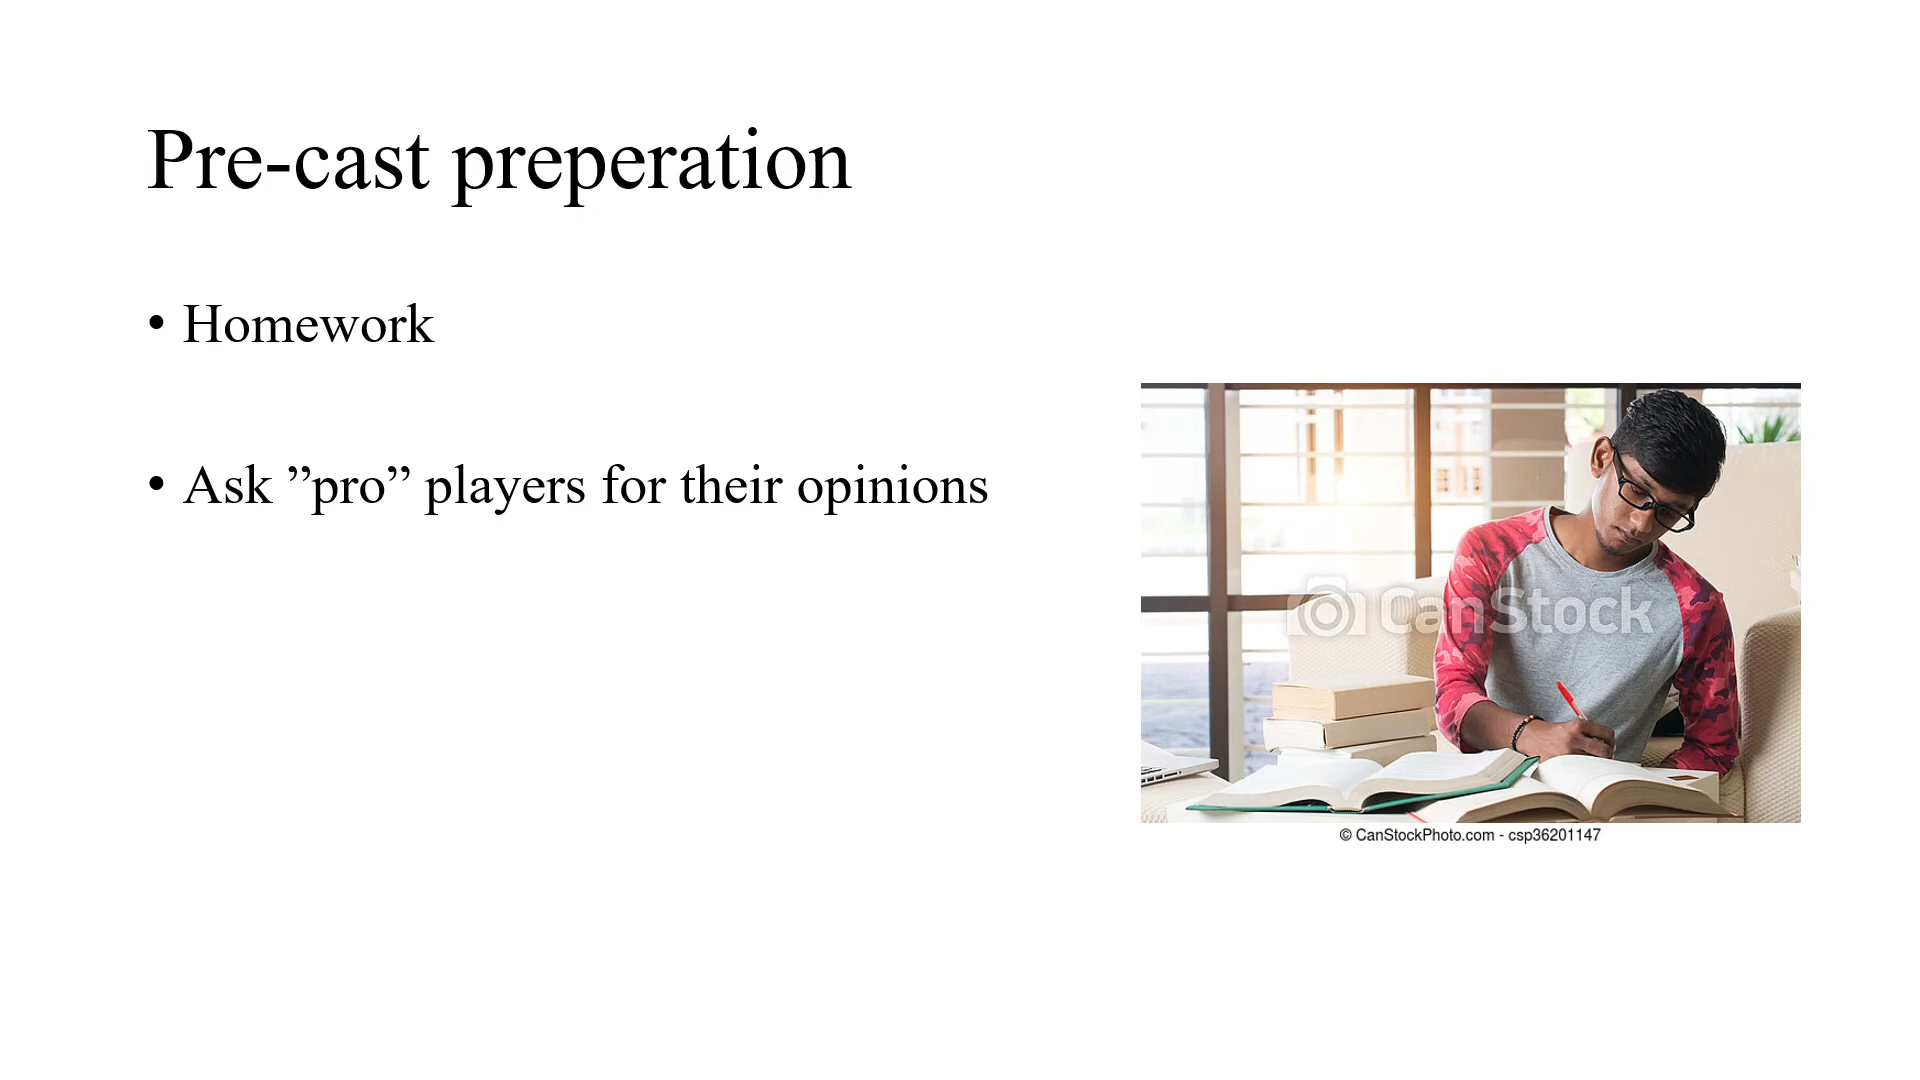 Pre-cast preperation
• Homework
• Ask ”pro” players for their opinions
CanStock
© CanStockPhoto.com - csp36201147